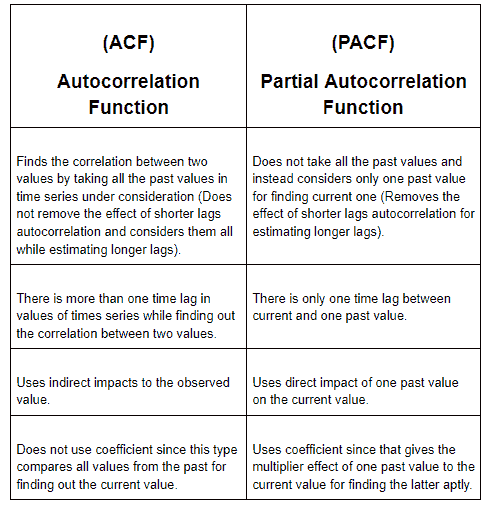 (ACF)
Autocorrelation
Function
(PACF)
Partial Autocorrelation
Function
Finds the correlation between two
values by taking all the past values in
time series under consideration (Does
not remove the effect of shorter lags
autocorrelation and considers them all
while estimating longer lags).
Does not take all the past values and
instead considers only one past value
for finding current one (Removes the
effect of shorter lags autocorrelation for
estimating longer lags).
There is more than one time lag in
values of times series while finding out
the correlation between two values.
There is only one time lag between
current and one past value.
Uses indirect impacts to the observed
value.
Uses direct impact of one past value
on the current value.
Does not use coefficient since this type
compares all values from the past for
finding out the current value.
Uses coefficient since that gives the
multiplier effect of one past value to the
current value for finding the latter aptly.